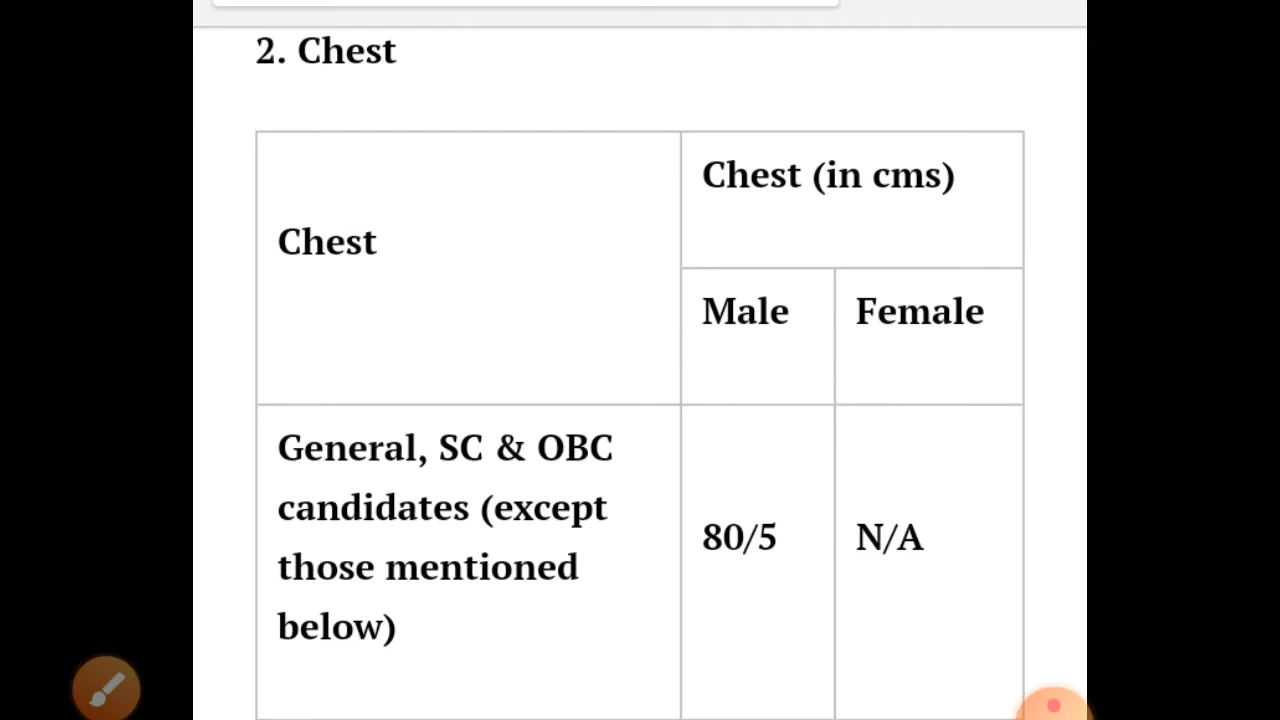 2. Chest
Chest (in cms)
Chest
Male
Female
General, SC & OBC
candidates (except
those mentioned
below)
80/5
N/A